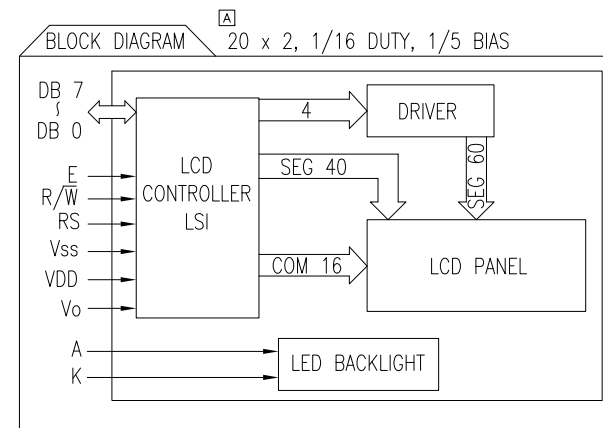 A
BLOCK DIAGRAM 20 x 2, 1/16 DUTY, 1/5 BIAS
DB 7
~
DB 0
E
R/W̅
RS
Vss
VDD
Vo
A
K
LCD
CONTROLLER
LSI
4
SEG 40
COM 16
DRIVER
SEG 60
LCD PANEL
LED BACKLIGHT